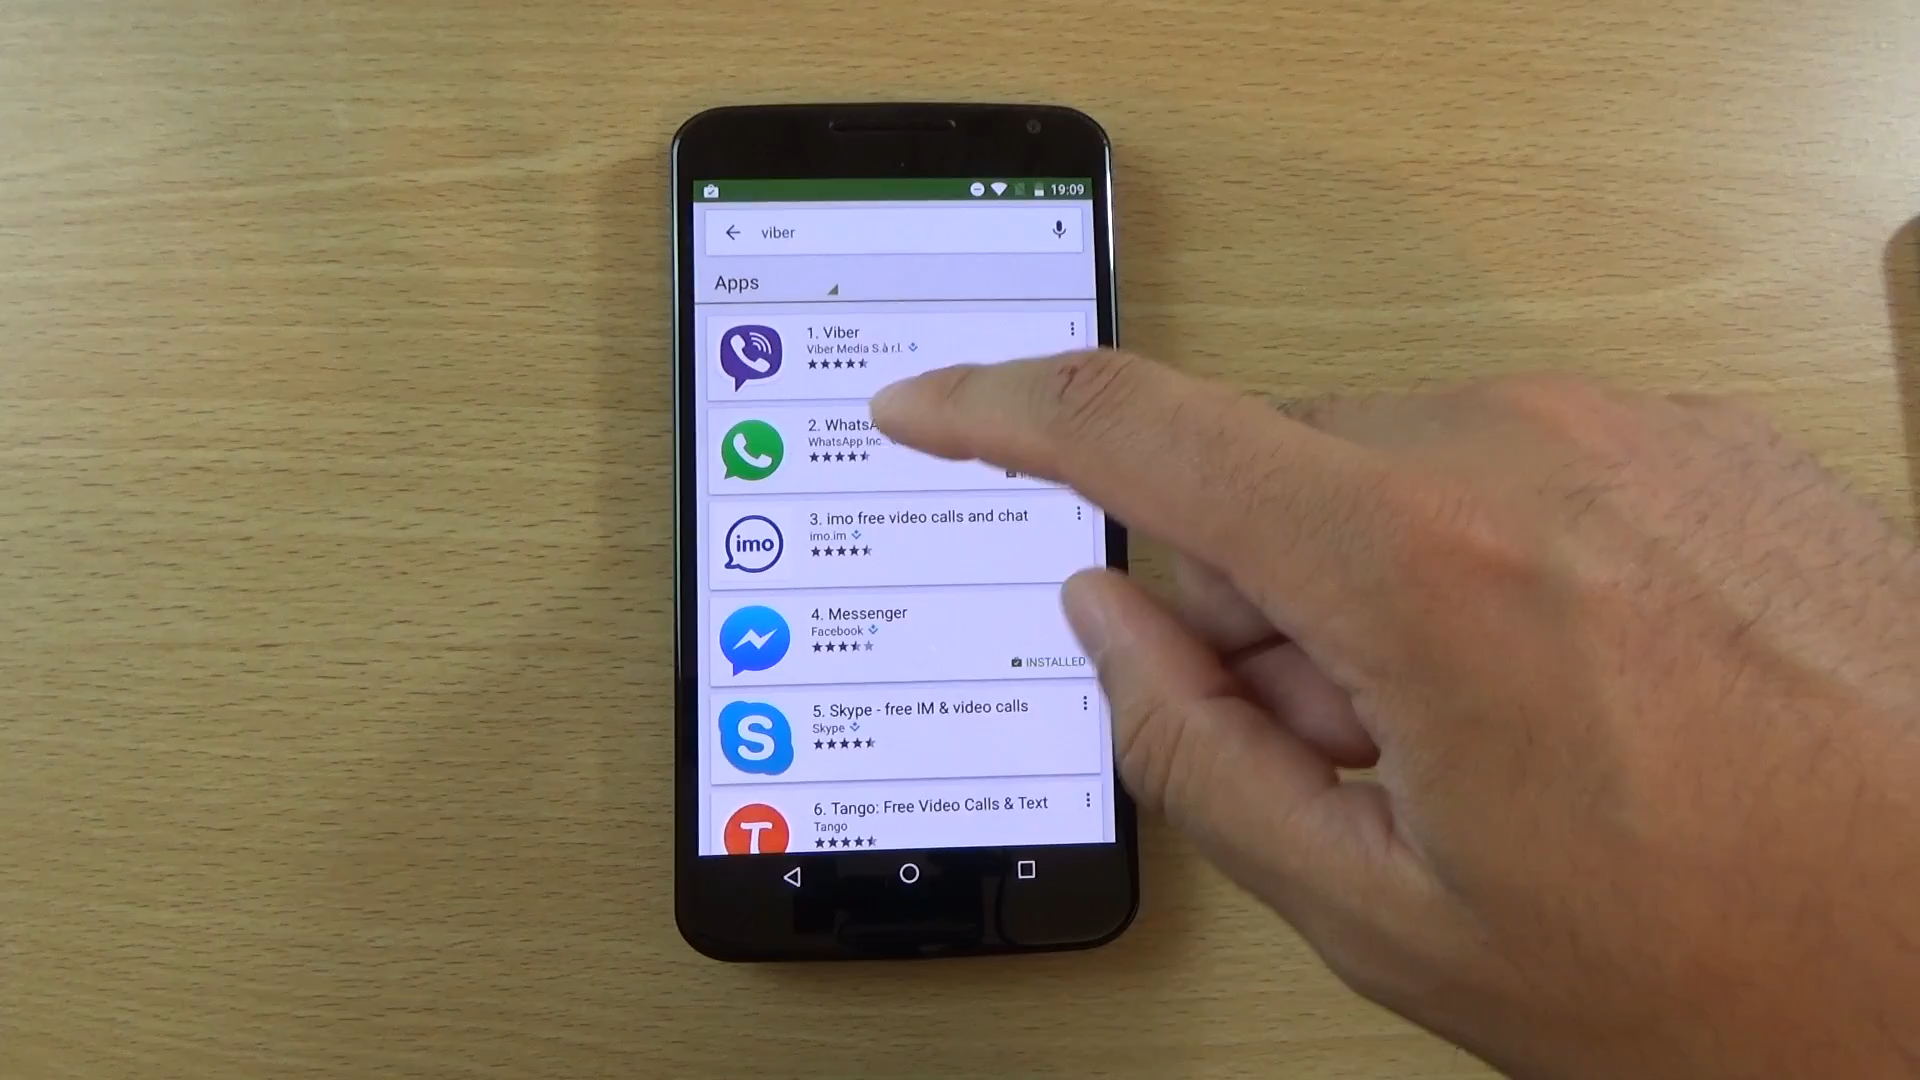 19:09
viber
Apps
1. Viber
Viber Media S.à r.l.
2. WhatsA
WhatsApp Inc.
3. imo free video calls and chat
imo.im
imo
4. Messenger
Facebook
INSTALLED
5. Skype - free IM & video calls
Skype
S
6. Tango: Free Video Calls & Text
Tango
T